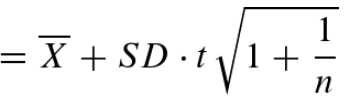 = X̅ + SD · t √(1 + 1/n)